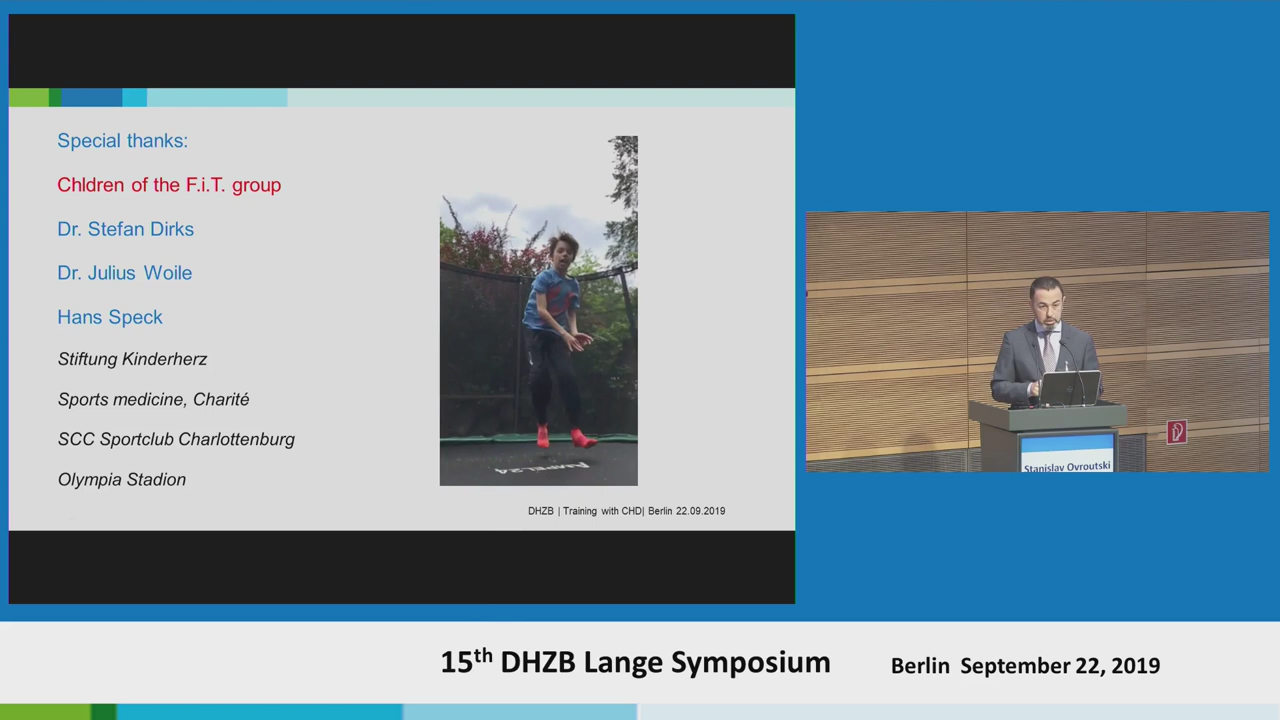 Special thanks:
Chldren of the F.i.T. group
Dr. Stefan Dirks
Dr. Julius Woile
Hans Speck
Stiftung Kinderherz
Sports medicine, Charité
SCC Sportclub Charlottenburg
Olympia Stadion
AMPEL 24
DHZB | Training with CHD| Berlin 22.09.2019
Stanislav Ovroutski
15th DHZB Lange Symposium
Berlin September 22, 2019